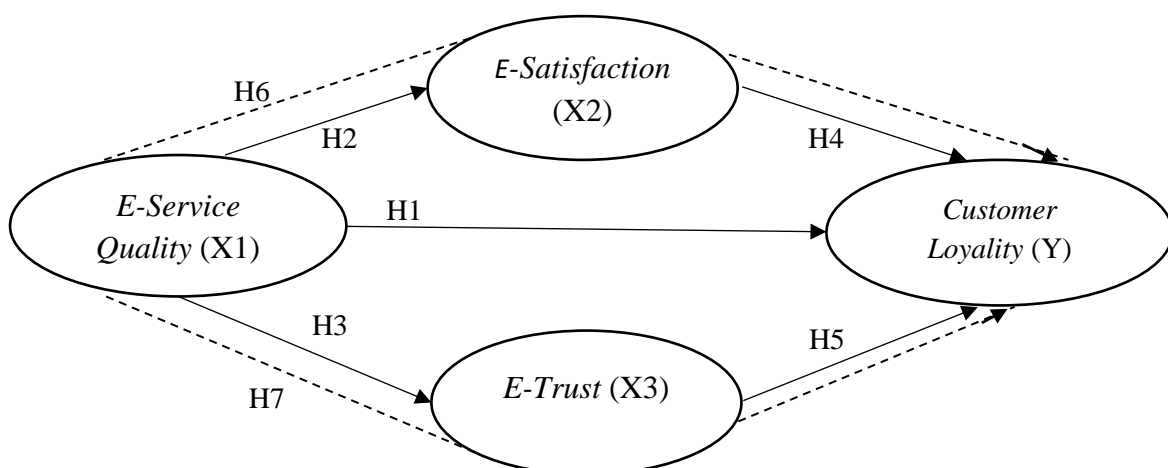 E-Satisfaction
(X2)
H6
H2
H4
E-Service
Quality (X1)
H1
Customer
Loyality (Y)
H3
H5
E-Trust (X3)
H7